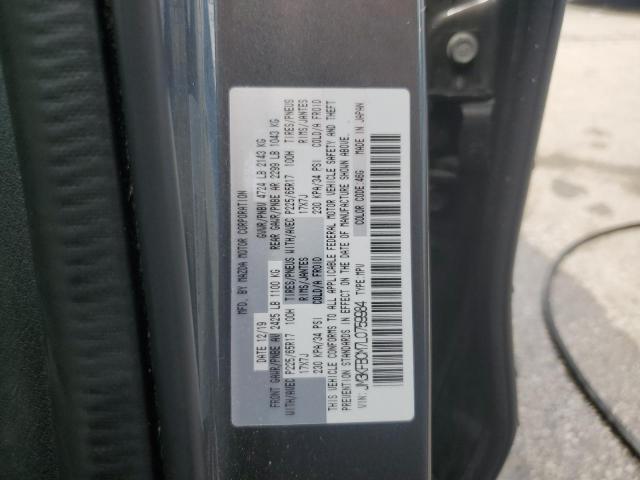 MFD. BY MAZDA MOTOR CORPORATION
DATE 12/19 GVWR/PNBV 4724 LB 2143 KG
FRONT GAWR/PNBE AV 2425 LB 1100 KG REAR GAWR/PNBE AR 2299 LB 1043 KG
WITH/AVEC P225/65R17 100H TIRES/PNEUS WITH/AVEC P225/65R17 100H TIRES/PNEUS
17X7J RIMS/JANTES 17X7J RIMS/JANTES
230 KPA/34 PSI COLD/A FROID 230 KPA/34 PSI COLD/A FROID
THIS VEHICLE CONFORMS TO ALL APPLICABLE FEDERAL MOTOR VEHICLE SAFETY AND THEFT
PREVENTION STANDARDS IN EFFECT ON THE DATE OF MANUFACTURE SHOWN ABOVE.
VIN: JM3KFBCM7L0759994 TYPE:MPV COLOR CODE:46G MADE IN JAPAN